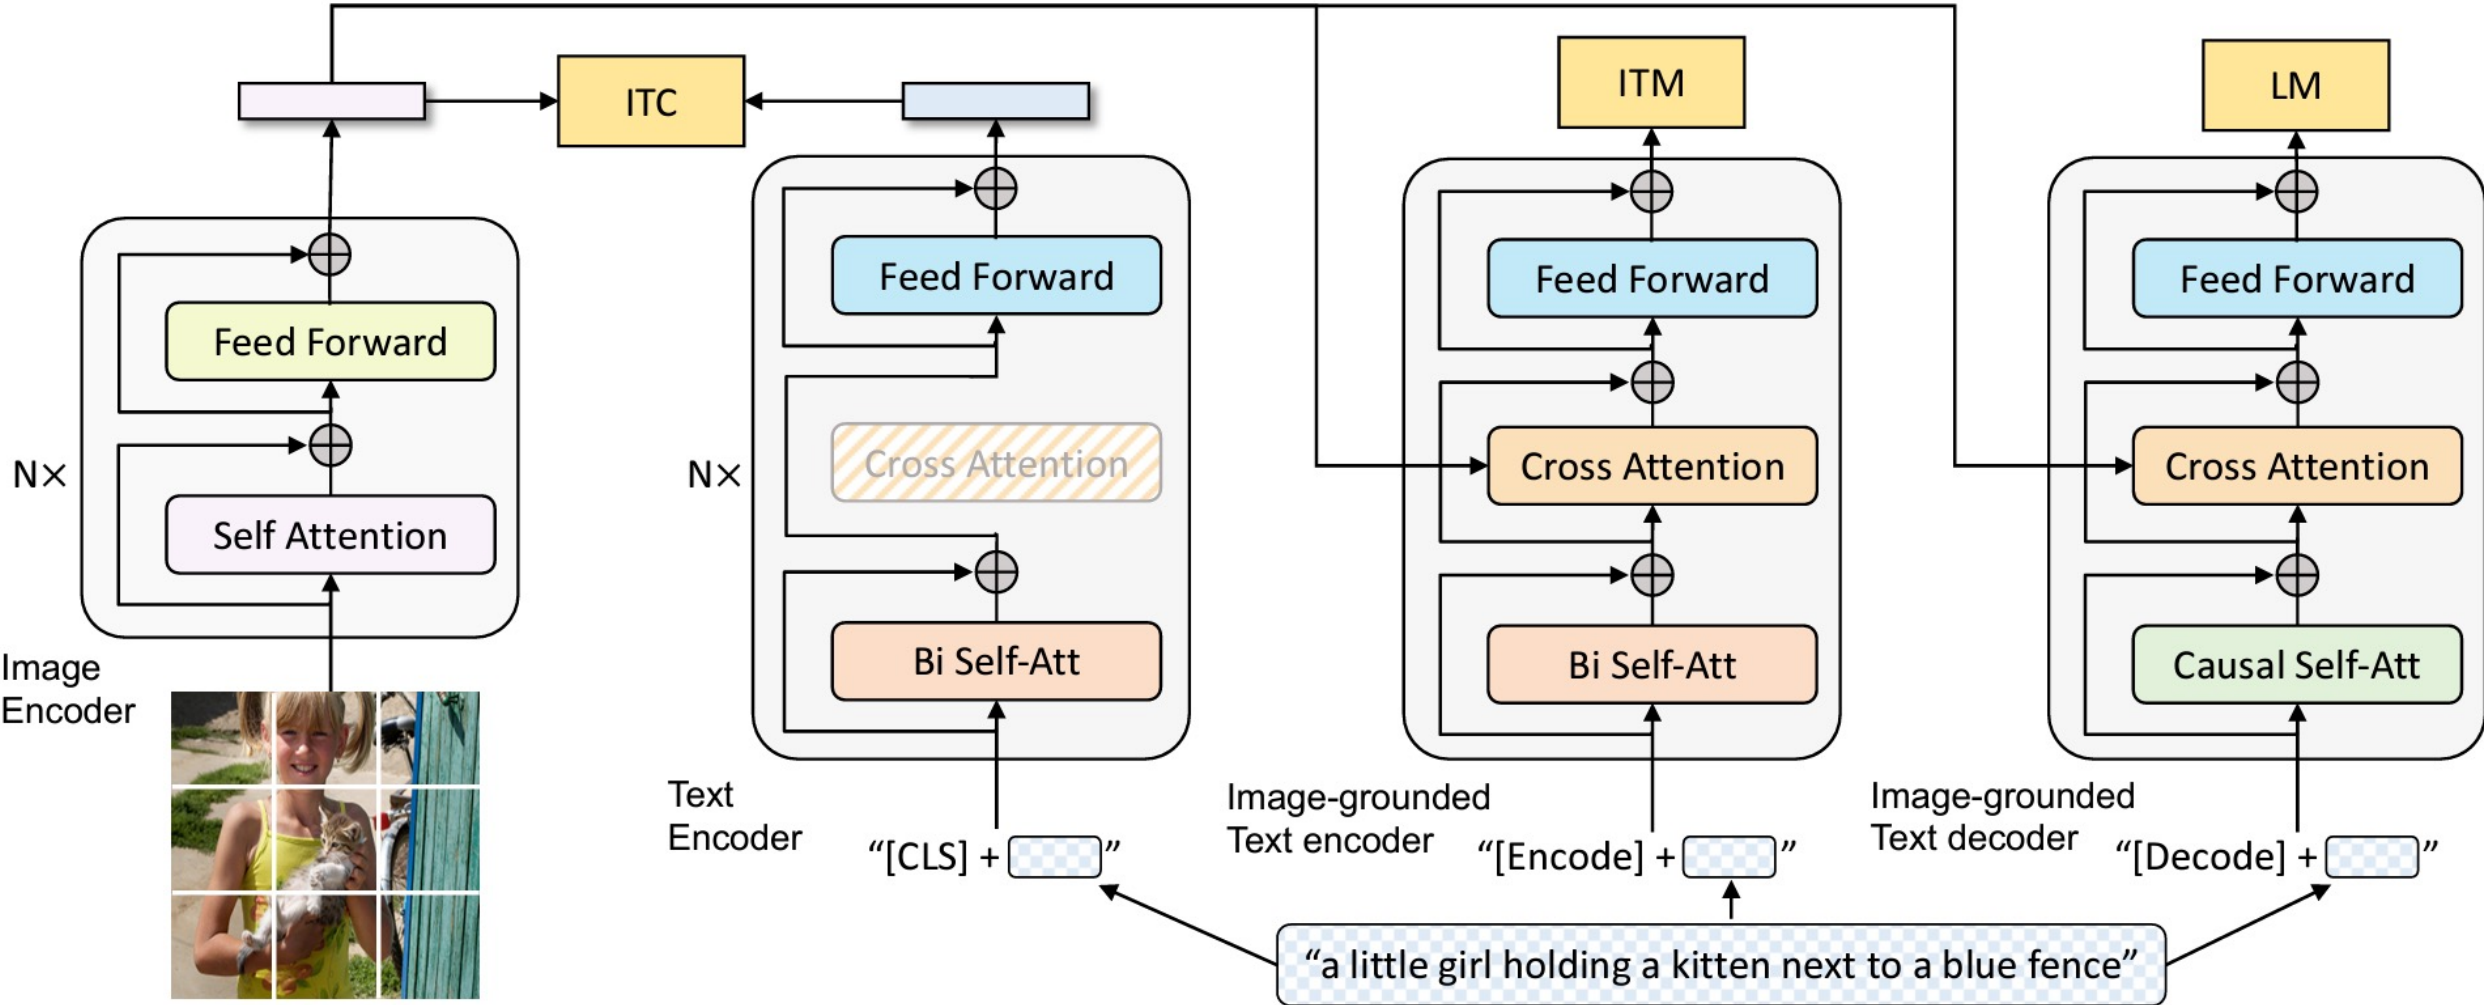 ITC
ITM
LM
Feed Forward
Self Attention
N×
Image
Encoder
Feed Forward
Cross Attention
Bi Self-Att
N×
Text
Encoder
“[CLS] + ”
Feed Forward
Cross Attention
Bi Self-Att
Image-grounded
Text encoder
“[Encode] + ”
Feed Forward
Cross Attention
Causal Self-Att
Image-grounded
Text decoder
“[Decode] + ”
“a little girl holding a kitten next to a blue fence”